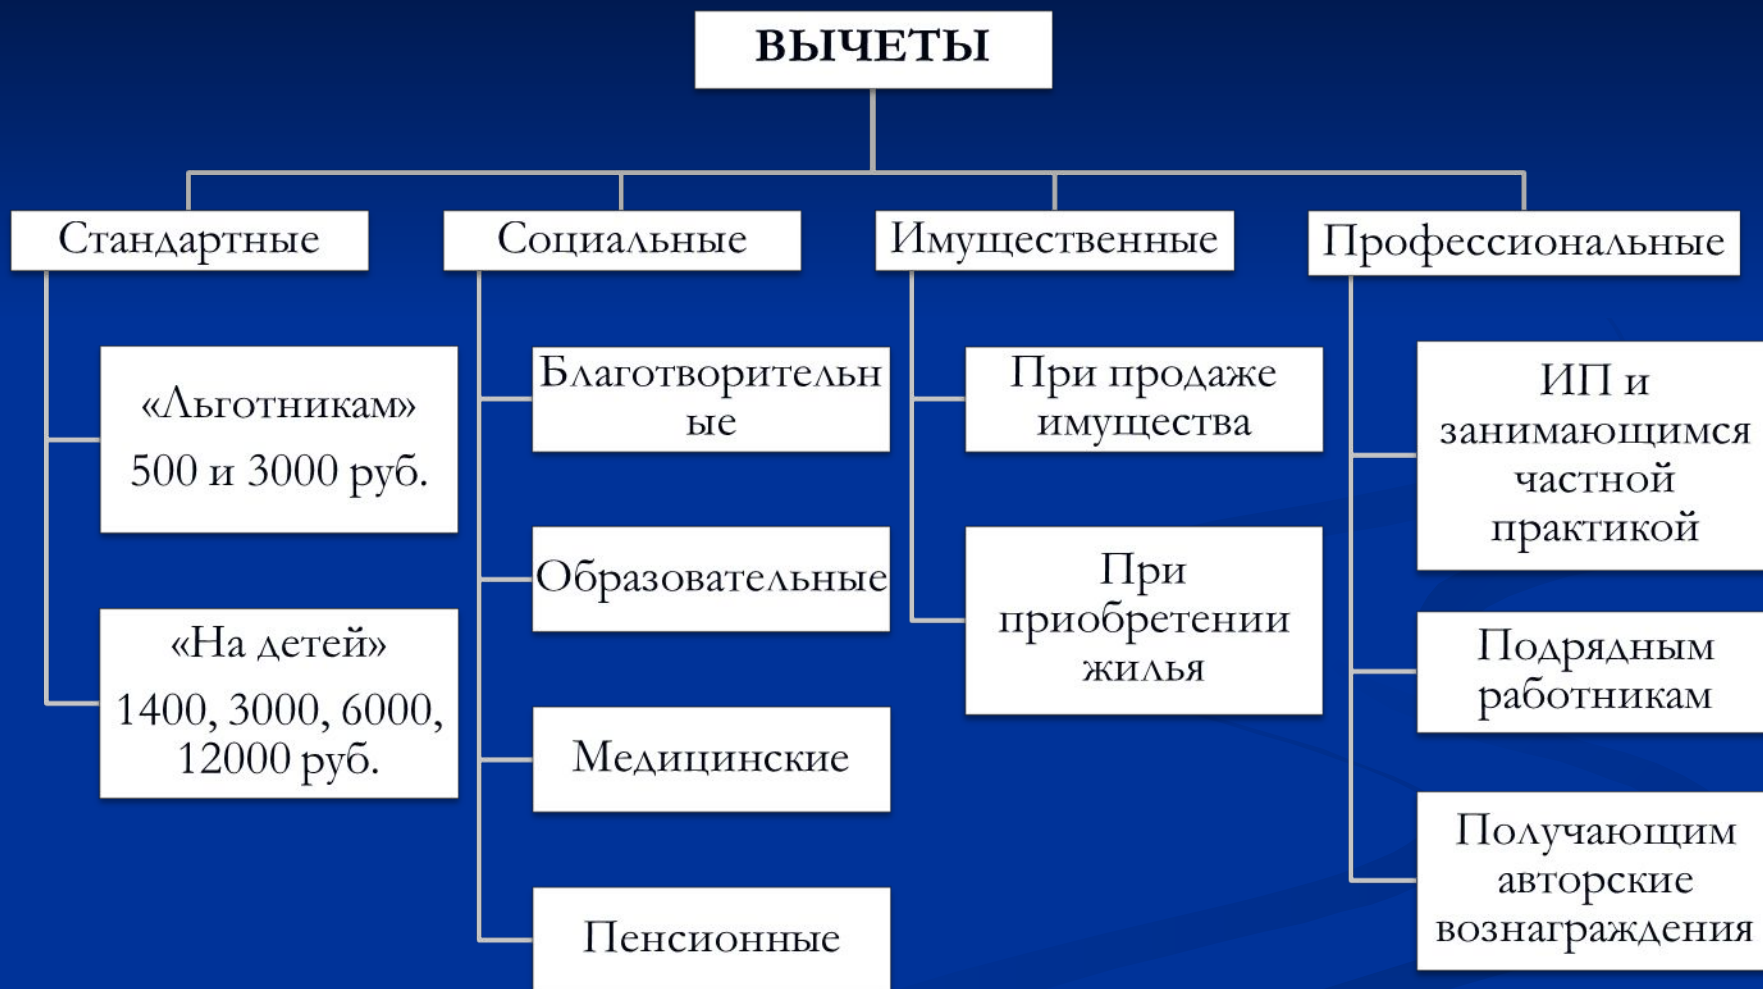 ВЫЧЕТЫ
Стандартные
«Льготникам»
500 и 3000 руб.
«На детей»
1400, 3000, 6000,
12000 руб.
Социальные
Благотворительн
ые
Образовательные
Медицинские
Пенсионные
Имущественные
При продаже
имущества
При
приобретении
жилья
Профессиональные
ИП и
занимающимся
частной
практикой
Подрядным
работникам
Получающим
авторские
вознаграждения